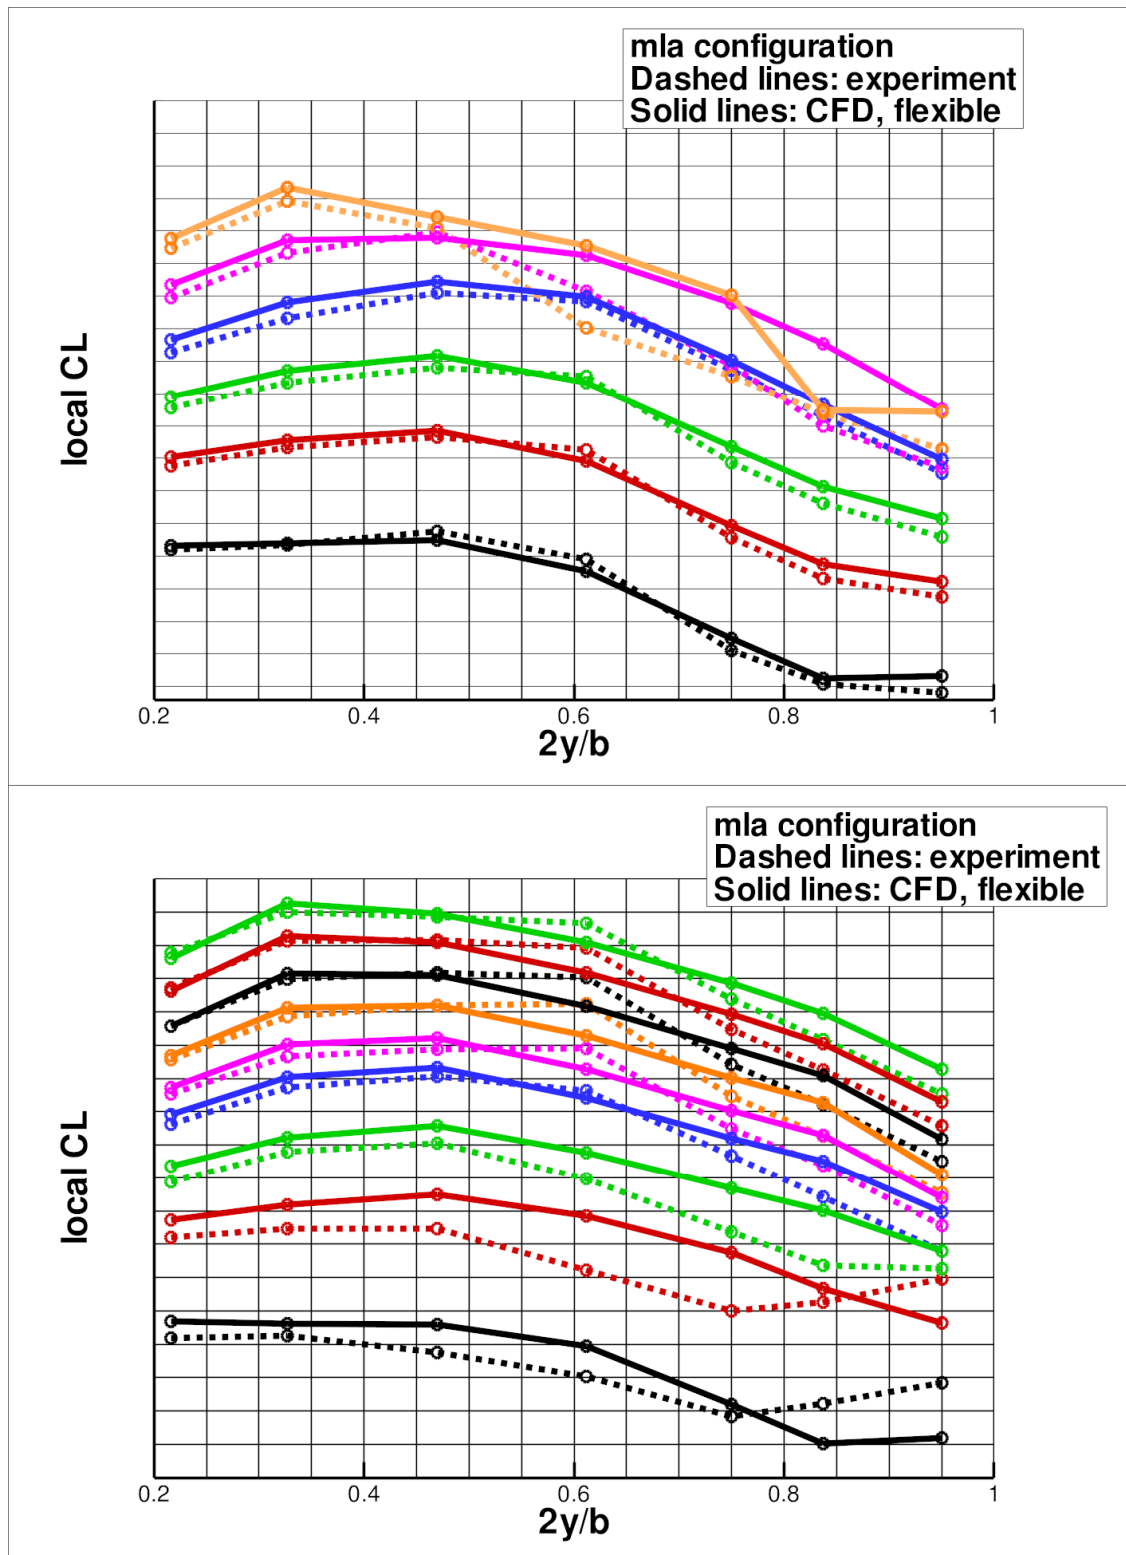 mla configuration
Dashed lines: experiment
Solid lines: CFD, flexible
local CL
0.2 0.4 0.6 0.8 1
2y/b
mla configuration
Dashed lines: experiment
Solid lines: CFD, flexible
local CL
0.2 0.4 0.6 0.8 1
2y/b